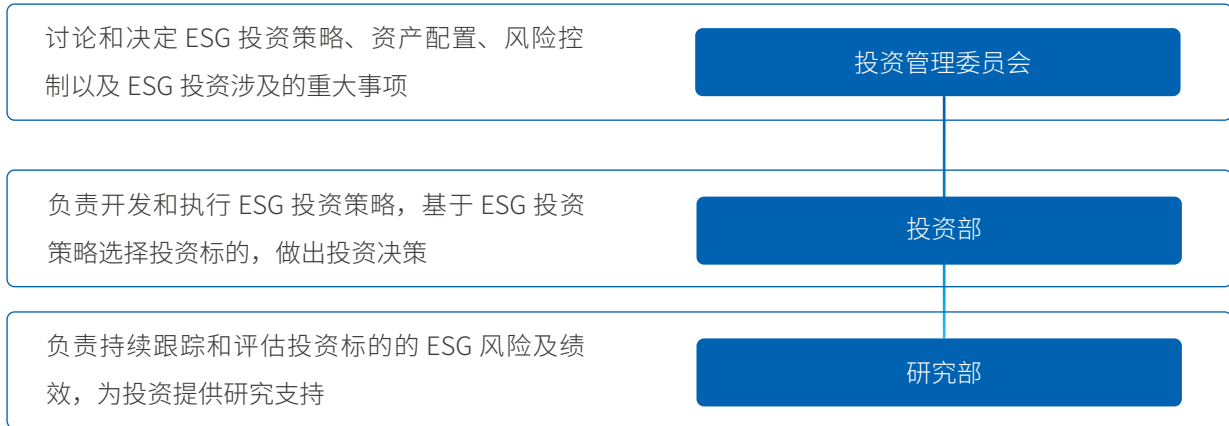 讨论和决定 ESG 投资策略、资产配置、风险控
制以及 ESG 投资涉及的重大事项
投资管理委员会
负责开发和执行 ESG 投资策略，基于 ESG 投资
策略选择投资标的，做出投资决策
投资部
负责持续跟踪和评估投资标的的 ESG 风险及绩
效，为投资提供研究支持
研究部